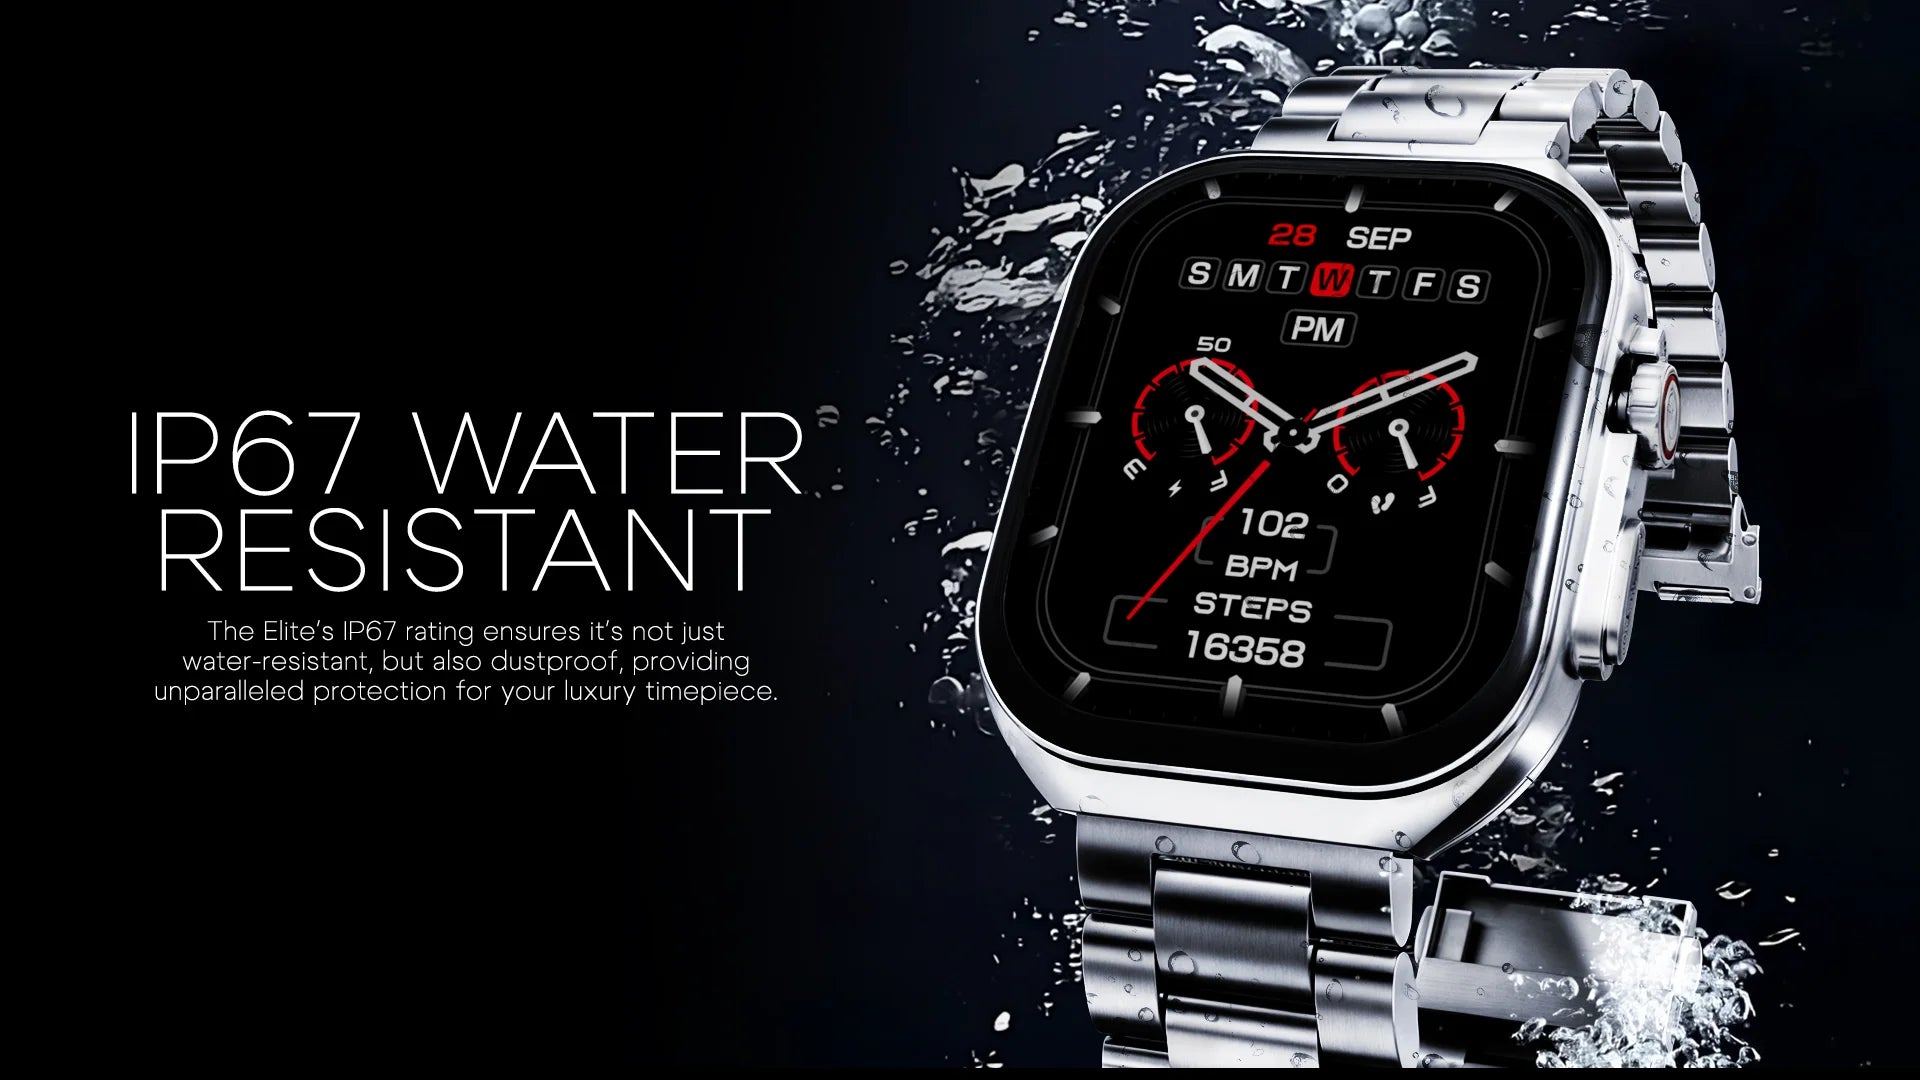 IP67 WATER
RESISTANT
The Elite's IP67 rating ensures it's not just
water-resistant, but also dustproof, providing
unparalleled protection for your luxury timepiece.
28 SEP
S M T W T F S
PM
50
E F
O F
102
BPM
STEPS
16358